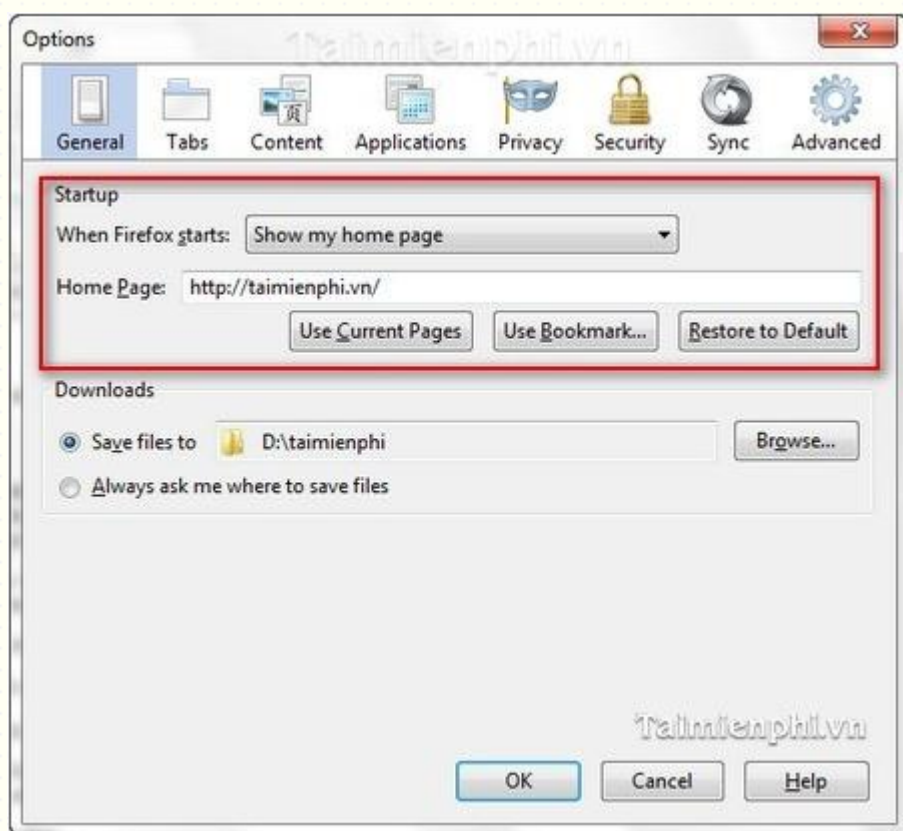 Options
Taimienphi.vn
General Tabs Content Applications Privacy Security Sync Advanced
Startup
When Firefox starts: Show my home page
Home Page: http://taimienphi.vn/
Use Current Pages Use Bookmark... Restore to Default
Downloads
Save files to D:\taimienphi Browse...
Always ask me where to save files
Taimienphi.vn
OK Cancel Help